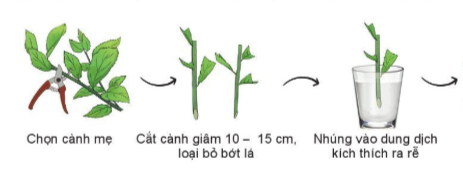 Chọn cành mẹ
Cắt cành giâm 10 – 15 cm,
loại bỏ bớt lá
Nhúng vào dung dịch
kích thích ra rễ